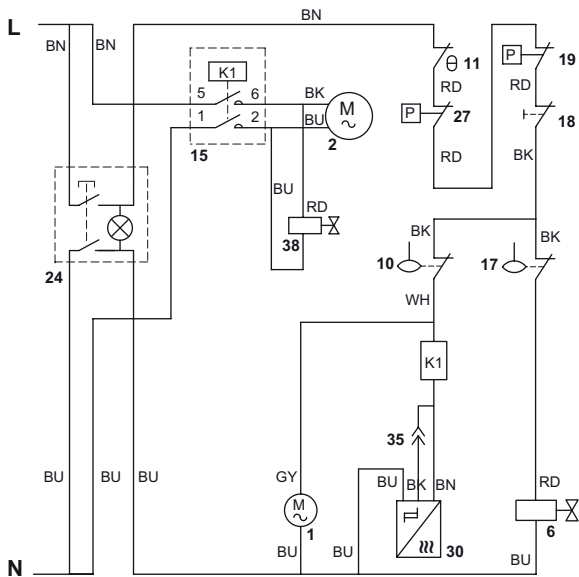 BN
L
BN BN
K1
5 6 BK
1 2 BU
15
M
2
P 19
θ 11
RD RD
P 27 18
RD BK
BU RD
38
24
BK BK
10 17
WH
K1
35
BU BU BU
GY BU BK BN RD
M
1 30 6
BU BU BU
N